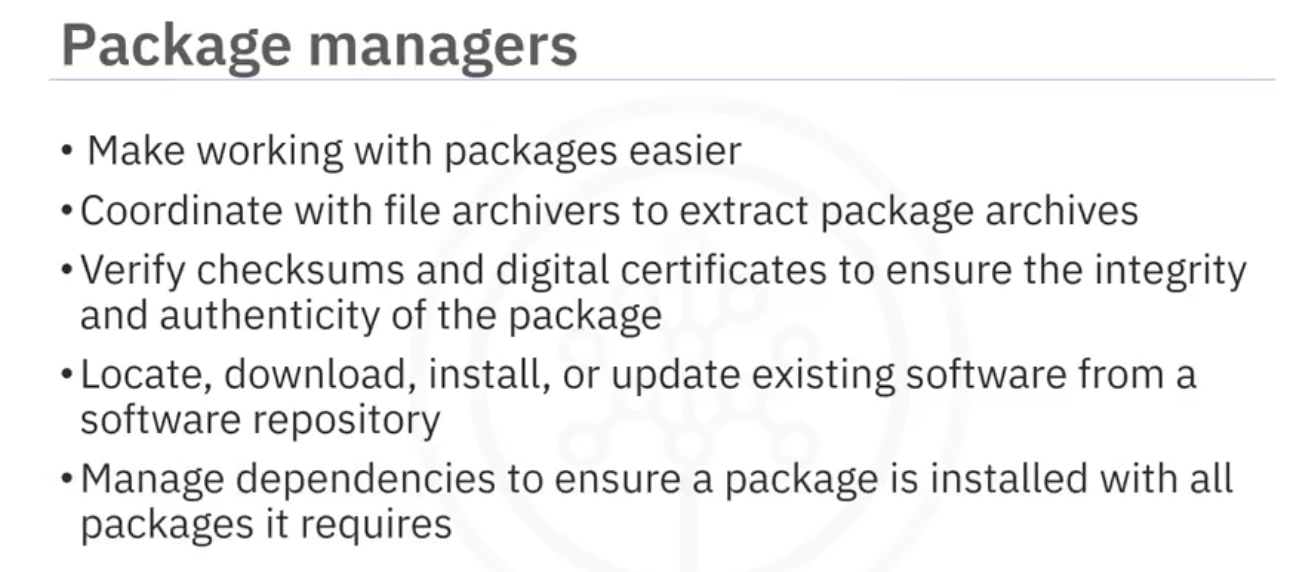 Package managers
• Make working with packages easier
• Coordinate with file archivers to extract package archives
• Verify checksums and digital certificates to ensure the integrity
and authenticity of the package
• Locate, download, install, or update existing software from a
software repository
• Manage dependencies to ensure a package is installed with all
packages it requires